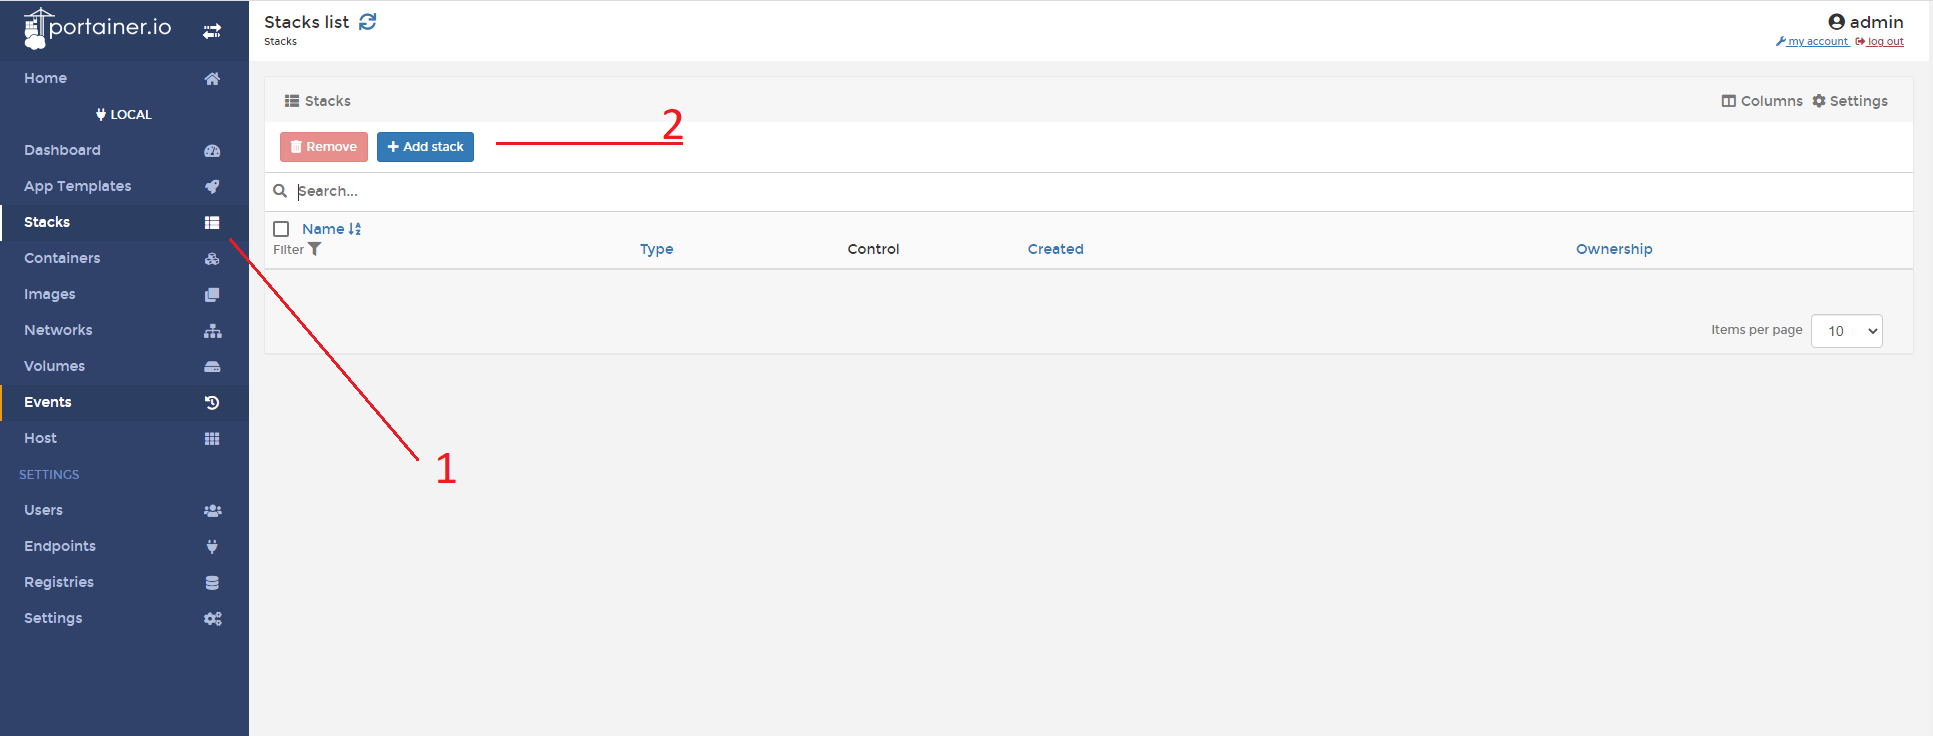 portainer.io
Home
LOCAL
Dashboard
App Templates
Stacks
Containers
Images
Networks
Volumes
Events
Host
SETTINGS
Users
Endpoints
Registries
Settings
Stacks list
Stacks
admin
my account log out
Stacks
Columns Settings
Remove + Add stack
2
Search...
Name
Filter
Type Control Created Ownership
Items per page 10
1